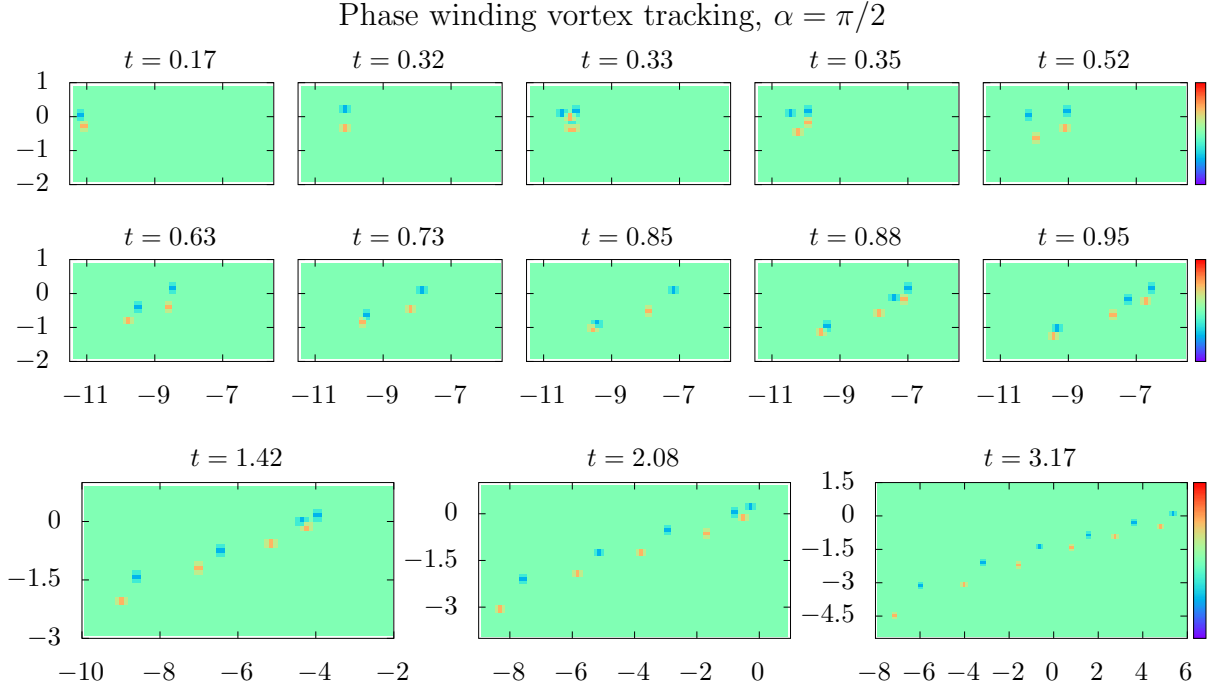 Phase winding vortex tracking, α = π/2
t = 0.17 t = 0.32 t = 0.33 t = 0.35 t = 0.52
1
0
−1
−2
t = 0.63 t = 0.73 t = 0.85 t = 0.88 t = 0.95
1
0
−1
−2
−11 −9 −7 −11 −9 −7 −11 −9 −7 −11 −9 −7 −11 −9 −7
t = 1.42 t = 2.08 t = 3.17
0
−1.5
−3
−10 −8 −6 −4 −2
0
−1.5
−3
−8 −6 −4 −2 0
1.5
0
−1.5
−3
−4.5
−8 −6 −4 −2 0 2 4 6